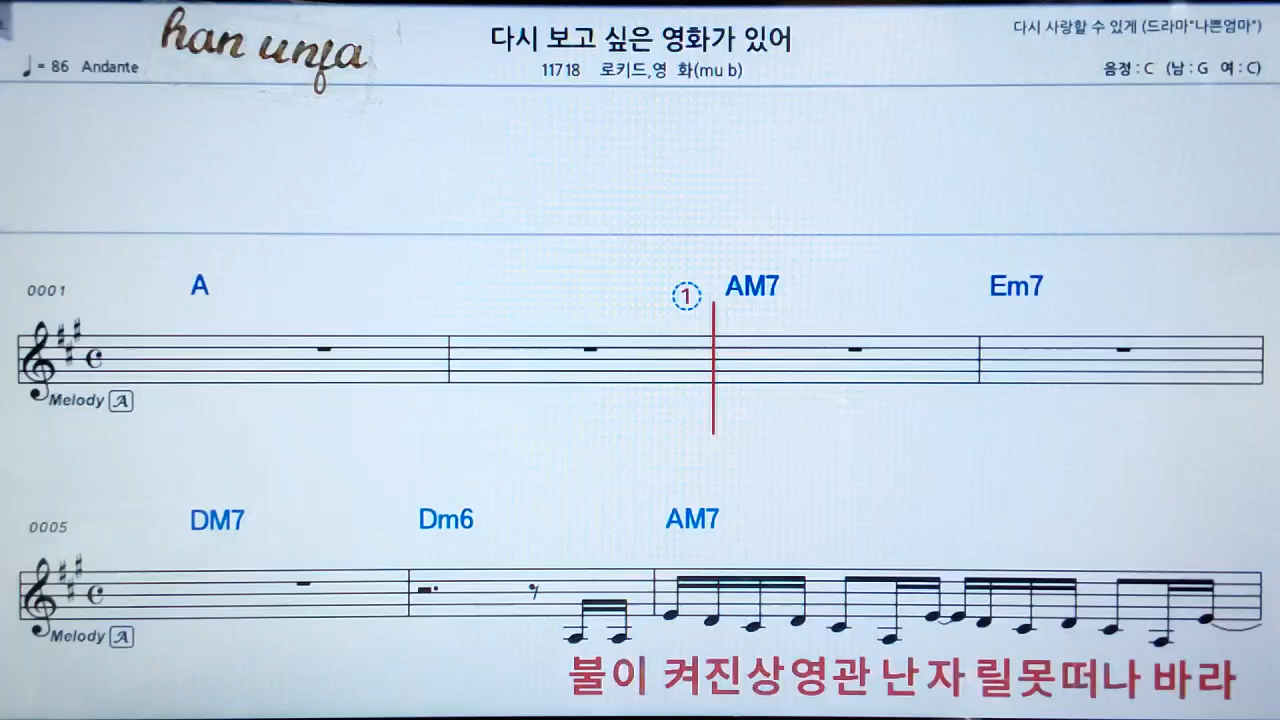 han unfa
다시 보고 싶은 영화가 있어
다시 사랑할 수 있게 (드라마"나쁜엄마")
♩= 86 Andante
11718 로키드,영 화(mu b)
음정 : C (남 : G 여 : C)
0001 A 1 AM7 Em7
Melody A
0005 DM7 Dm6 AM7
Melody A
불이 켜진상영관 난자 릴못떠나 바라